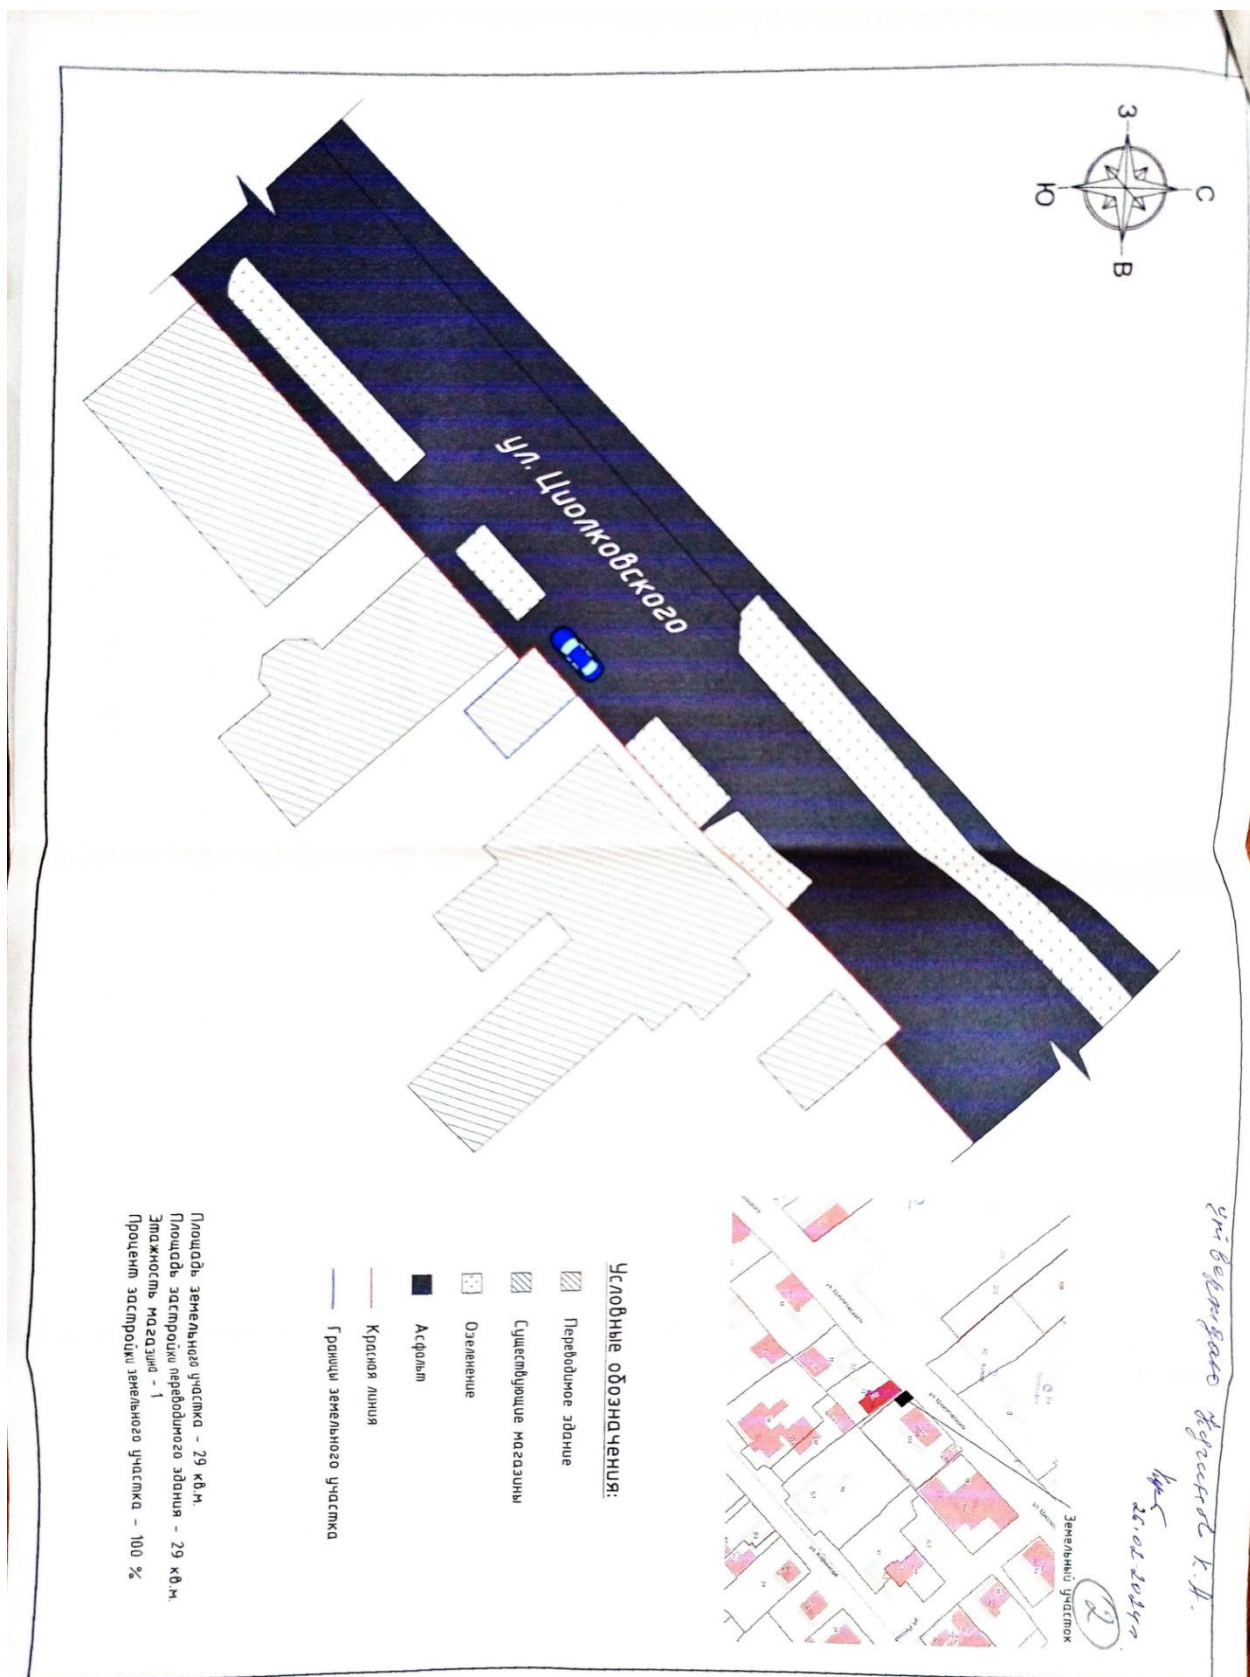 утверждаю
К.А.
26.02.2024г.
2
З
С
Ю
В
ул. Циолковского
Земельный участок
Условные обозначения:
Переводимое здание
Существующие магазины
Озеленение
Асфальт
Красная линия
Границы земельного участка
Площадь земельного участка - 29 кв.м.
Площадь застройки переводимого здания - 29 кв.м.
Этажность магазина - 1
Процент застройки земельного участка - 100 %